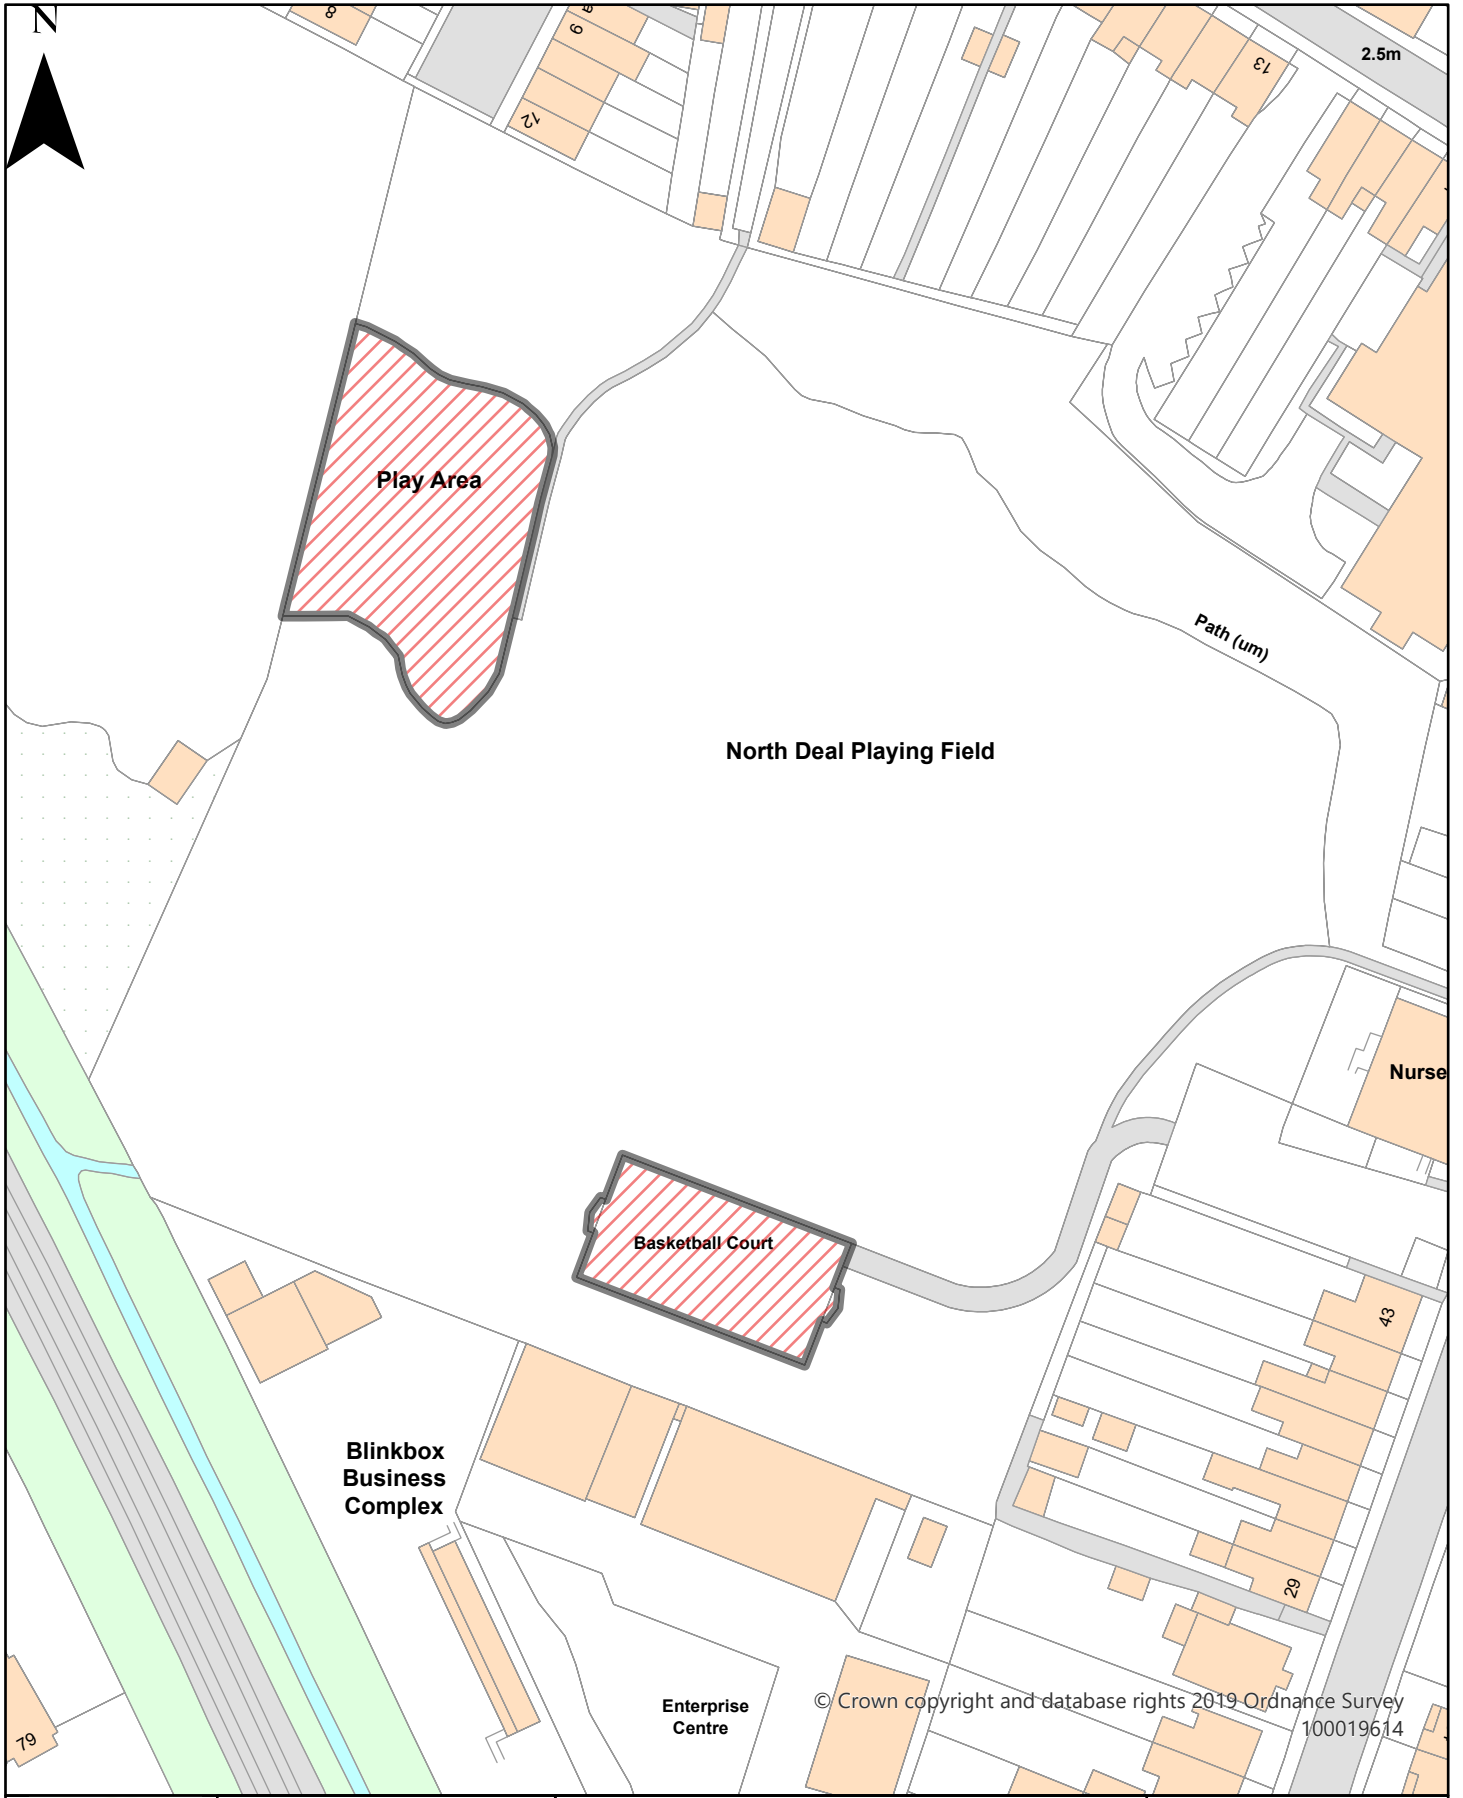 N
8
9
12
13
2.5m
Play Area
Path (um)
North Deal Playing Field
Nurse
Basketball Court
43
Blinkbox
Business
Complex
29
Enterprise
Centre
© Crown copyright and database rights 2019 Ordnance Survey
100019614
79